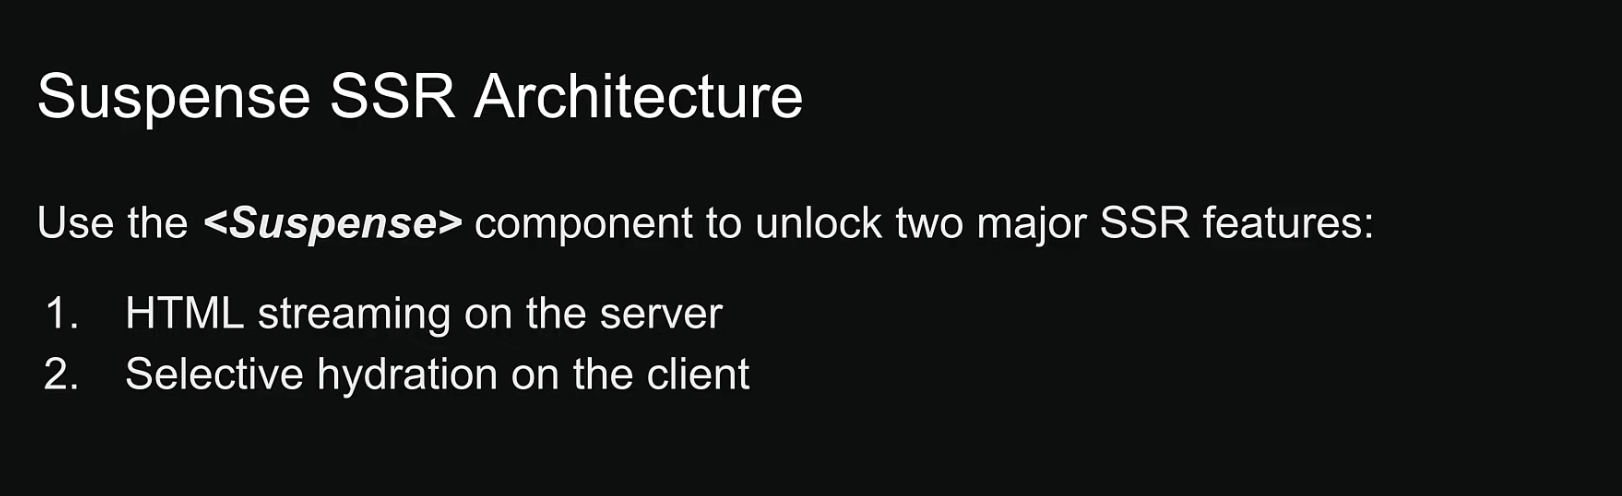 Suspense SSR Architecture
Use the <Suspense> component to unlock two major SSR features:
1. HTML streaming on the server
2. Selective hydration on the client